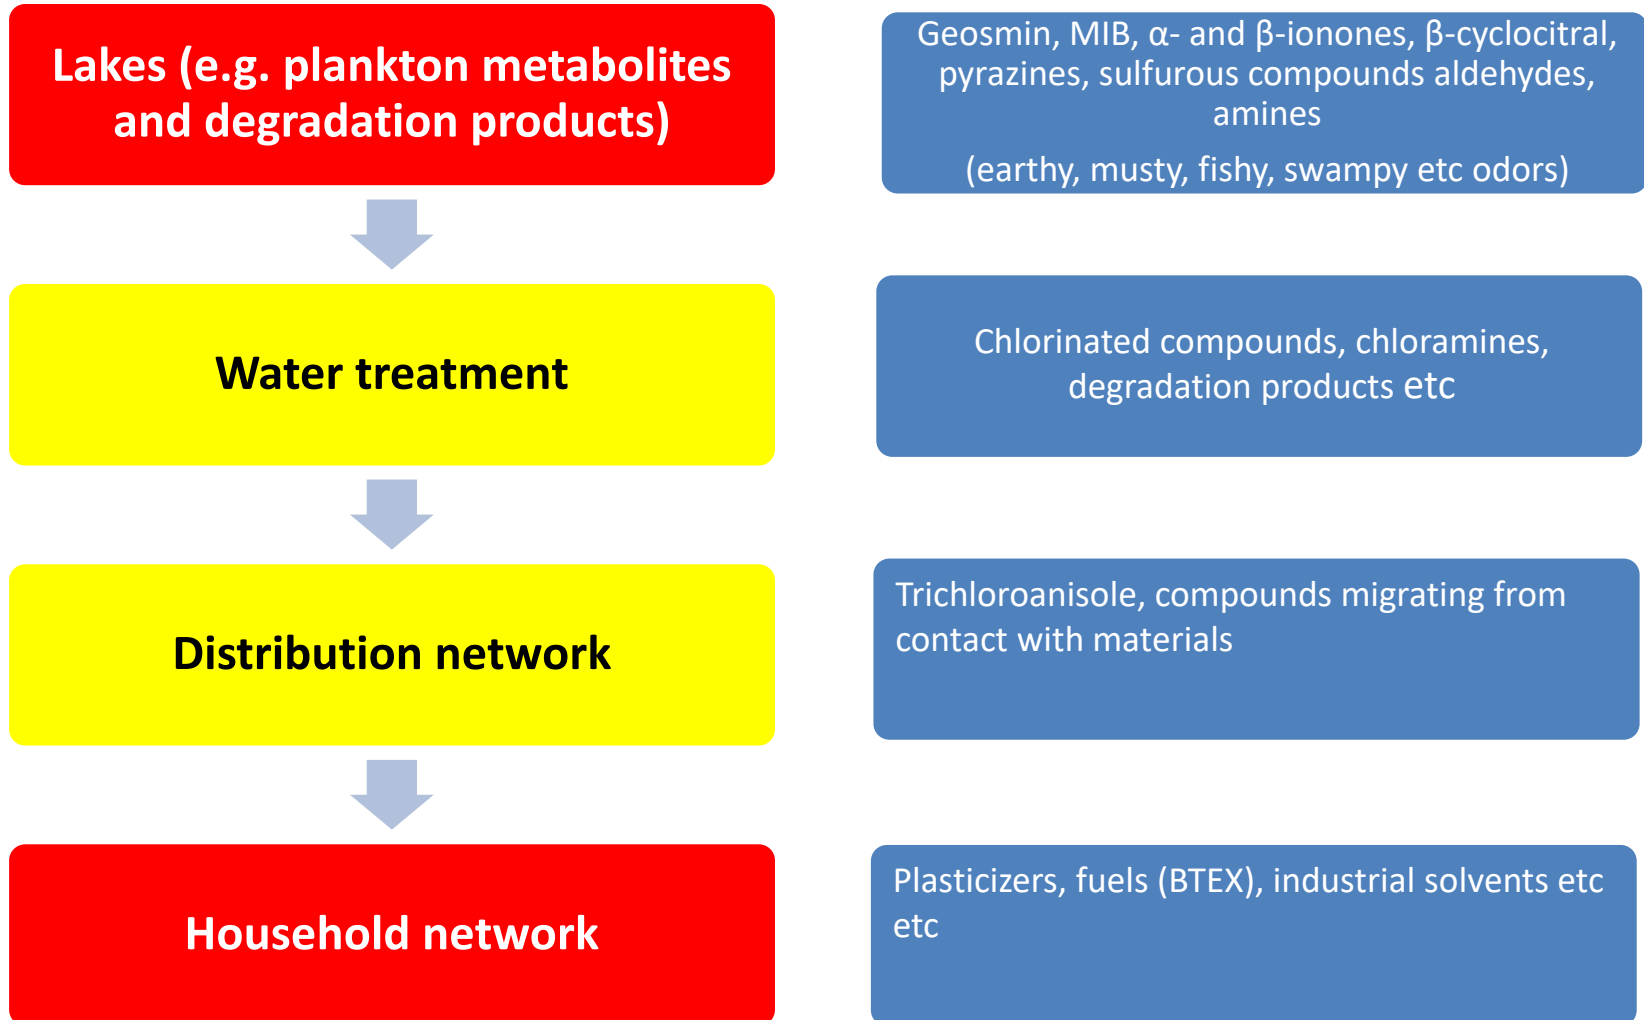 Lakes (e.g. plankton metabolites
and degradation products)
Geosmin, MIB, α- and β-ionones, β-cyclocitral,
pyrazines, sulfurous compounds aldehydes,
amines
(earthy, musty, fishy, swampy etc odors)
Water treatment
Chlorinated compounds, chloramines,
degradation products etc
Distribution network
Trichloroanisole, compounds migrating from
contact with materials
Household network
Plasticizers, fuels (BTEX), industrial solvents etc
etc